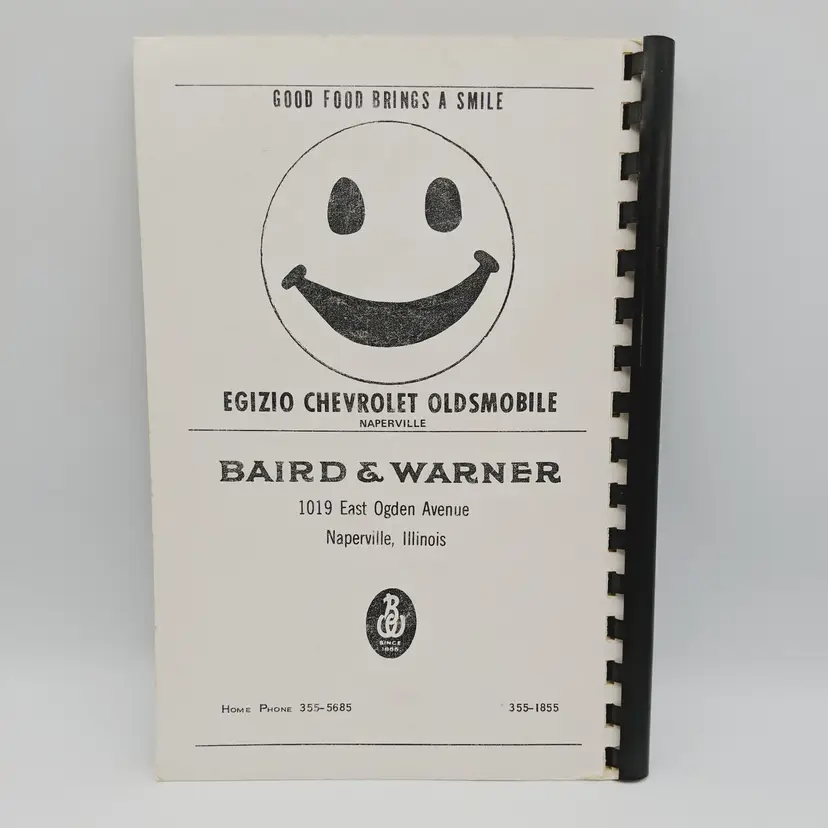 GOOD FOOD BRINGS A SMILE
EGIZIO CHEVROLET OLDSMOBILE
NAPERVILLE
BAIRD & WARNER
1019 East Ogden Avenue
Naperville, Illinois
B&W
SINCE
1855
HOME PHONE 355-5685 355-1855